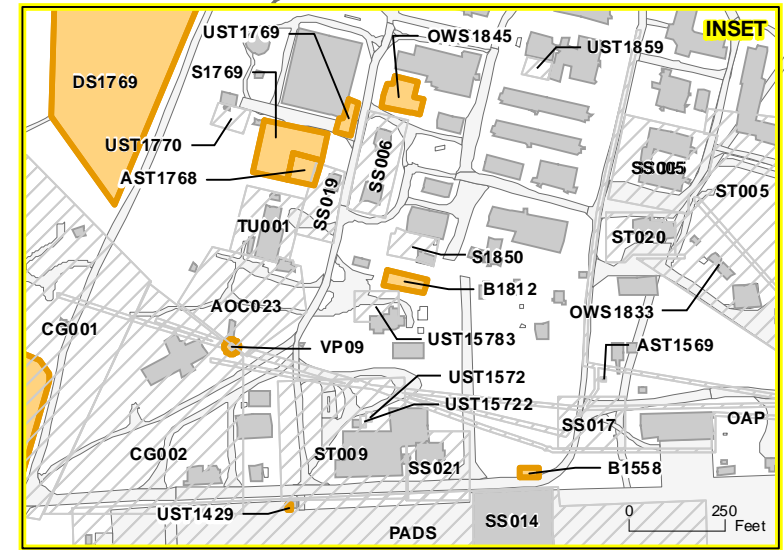 UST1769
OWS1845
INSET
UST1859
DS1769
S1769
UST1770
SS006
SS005
AST1768
SS019
ST005
TU001
ST020
S1850
B1812
AOC023
OWS1833
CG001
UST15783
AST1569
VP09
UST1572
UST15722
OAP
SS017
CG002
ST009
SS021
B1558
UST1429
SS014
PADS
0 250
Feet